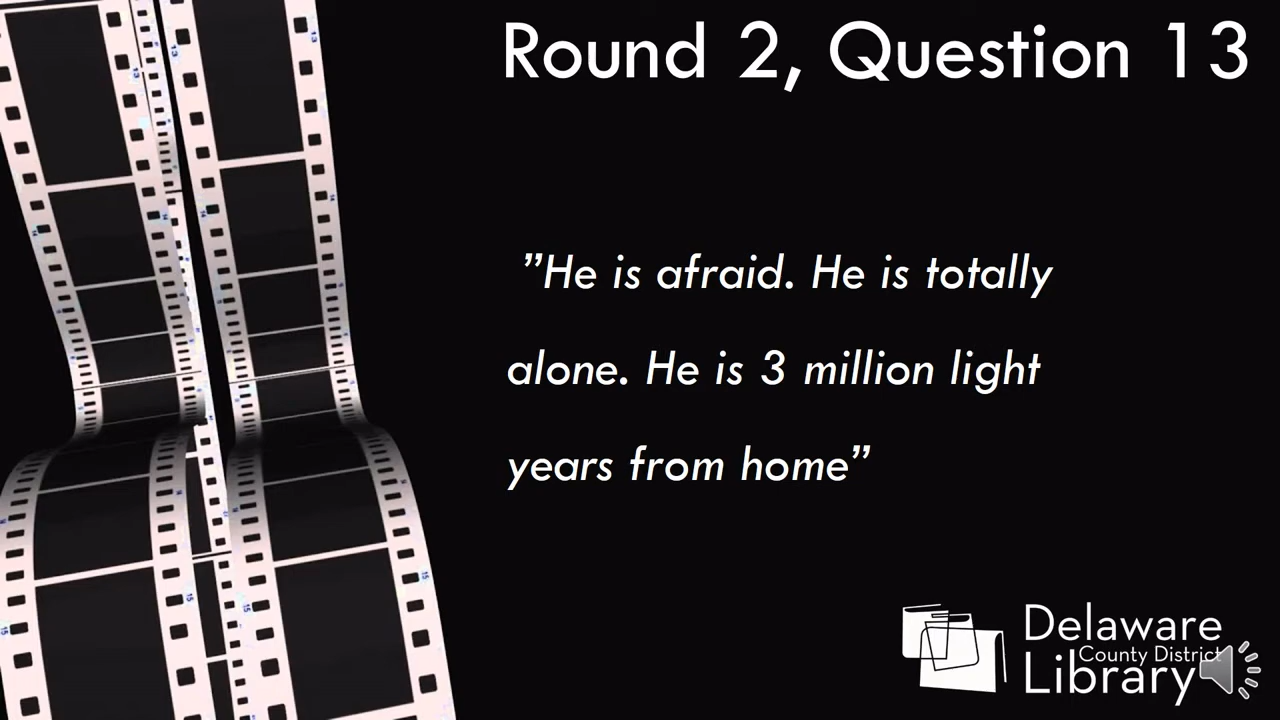 Round 2, Question 13
”He is afraid. He is totally
alone. He is 3 million light
years from home”
Delaware
County District
Library